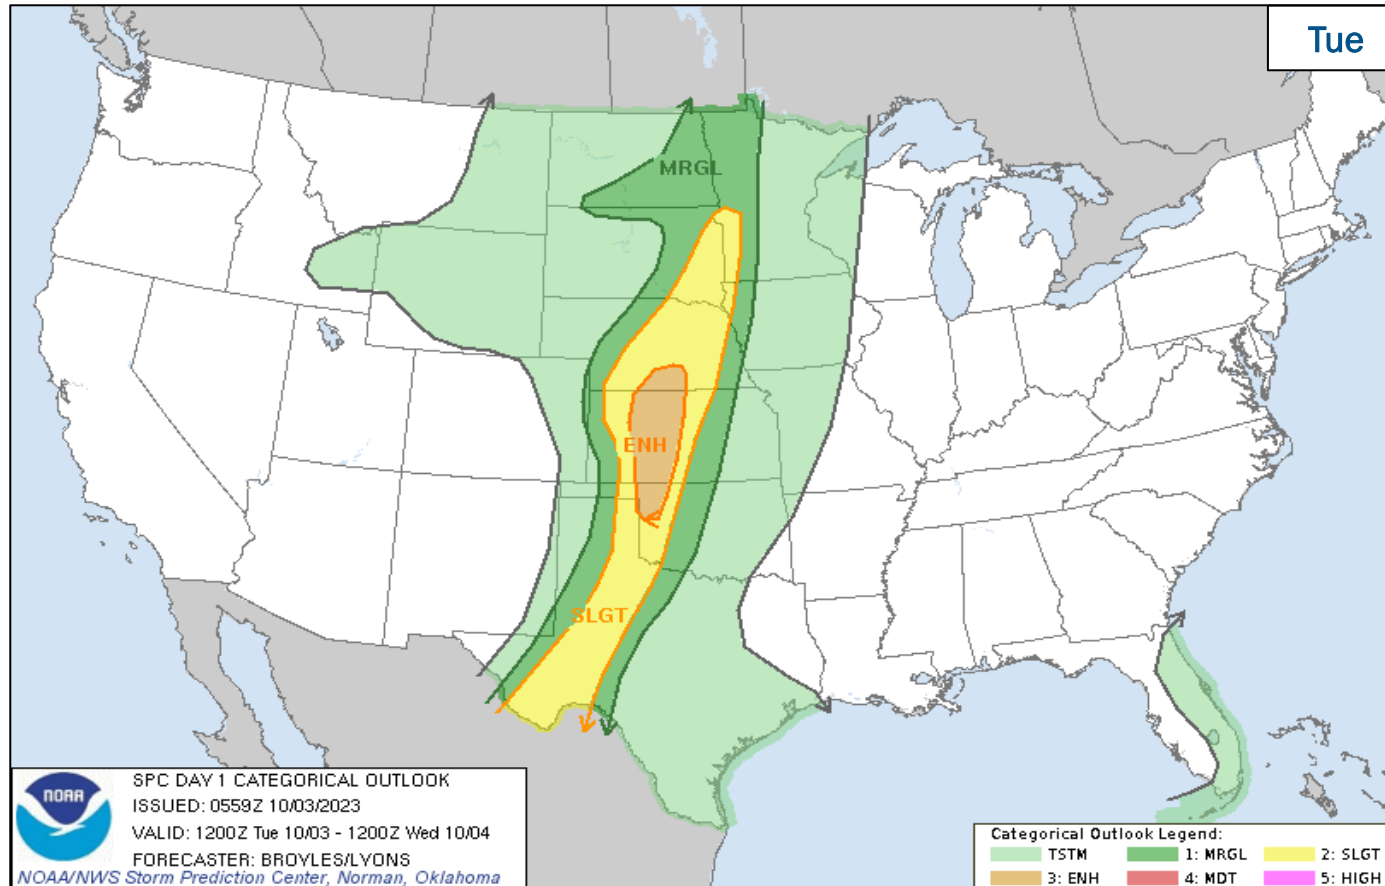 Tue
MRGL
ENH
SLGT
NOAA
SPC DAY 1 CATEGORICAL OUTLOOK
ISSUED: 0559Z 10/03/2023
VALID: 1200Z Tue 10/03 - 1200Z Wed 10/04
FORECASTER: BROYLES/LYONS
NOAA/NWS Storm Prediction Center, Norman, Oklahoma
Categorical Outlook Legend:
TSTM 1: MRGL 2: SLGT
3: ENH 4: MDT 5: HIGH